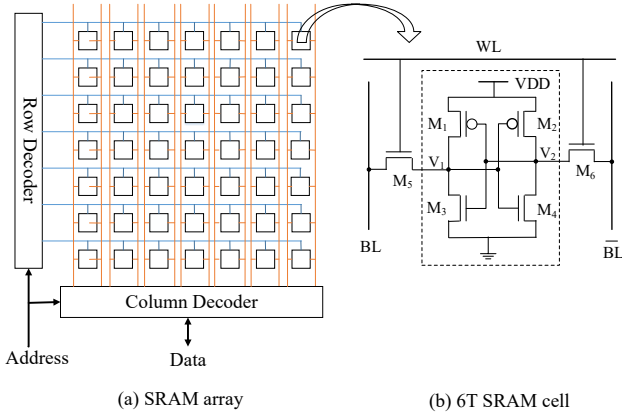 Row Decoder
Column Decoder
Address
Data
(a) SRAM array
WL
VDD
M1
M2
V1
V2
M5
M6
M3
M4
BL
B̅L̅
(b) 6T SRAM cell